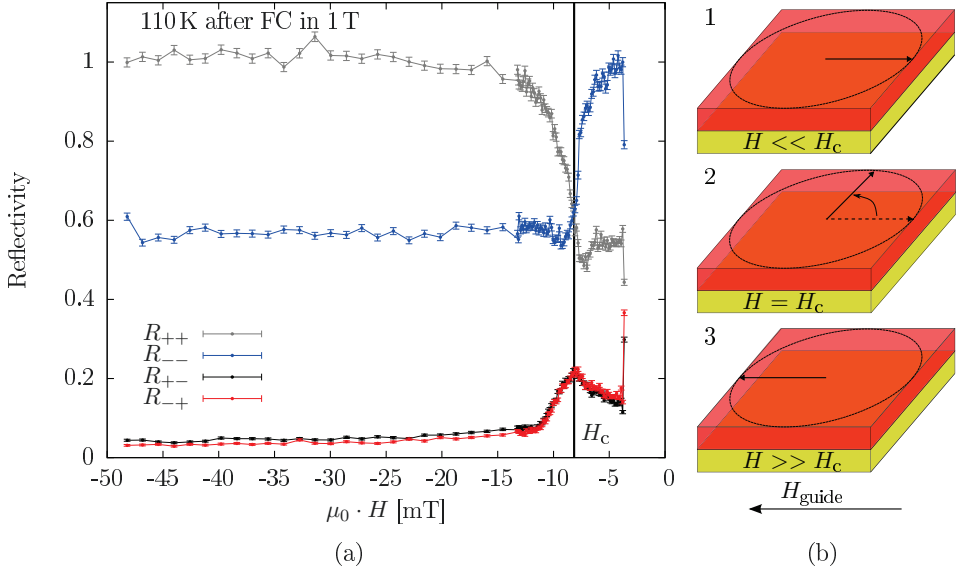 110 K after FC in 1 T
Reflectivity
1
0.8
0.6
0.4
0.2
0
R++
R−−
R+−
R−+
Hc
-50 -45 -40 -35 -30 -25 -20 -15 -10 -5 0
μ0 · H [mT]
(a)
1
H << Hc
2
H = Hc
3
H >> Hc
Hguide
(b)